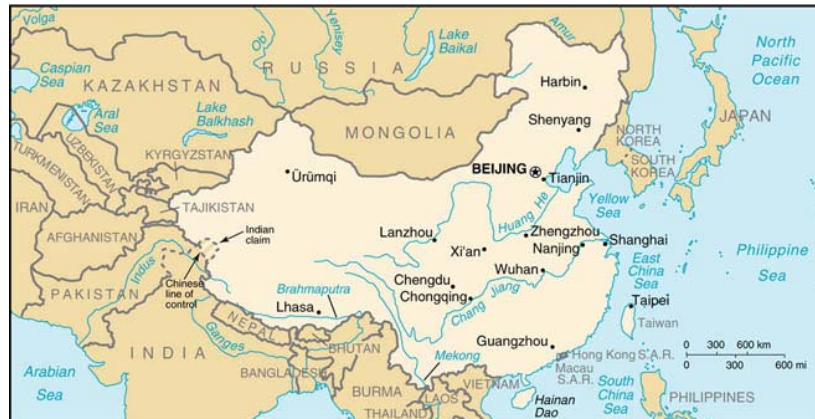 Volga
Ob'
Yenisey
Lake
Baikal
Amur
North
Pacific
Ocean
RUSSIA
Caspian
Sea
KAZAKHSTAN
Aral
Sea
Lake
Balkhash
Harbin
Shenyang
MONGOLIA
JAPAN
NORTH
KOREA
SOUTH
KOREA
UZBEKISTAN
TURKMENISTAN
KYRGYZSTAN
Ürümqi
BEIJING
Tianjin
IRAN
TAJIKISTAN
Yellow
Sea
AFGHANISTAN
Indian
claim
Lanzhou
Huang He
Zhengzhou
Xi'an
Nanjing
Shanghai
Philippine
Sea
Indus
Chinese
line of
control
Wuhan
East
China
Sea
PAKISTAN
Brahmaputra
Chengdu
Chongqing
Chang Jiang
Lhasa
Taipei
Taiwan
NEPAL
Ganges
BHUTAN
Guangzhou
INDIA
BANGLADESH
Mekong
Hong Kong S.A.R.
Macau
S.A.R.
0 300 600 km
0 300 600 mi
Arabian
Sea
BURMA
LAOS
VIETNAM
THAILAND
Hainan
Dao
South
China
Sea
PHILIPPINES